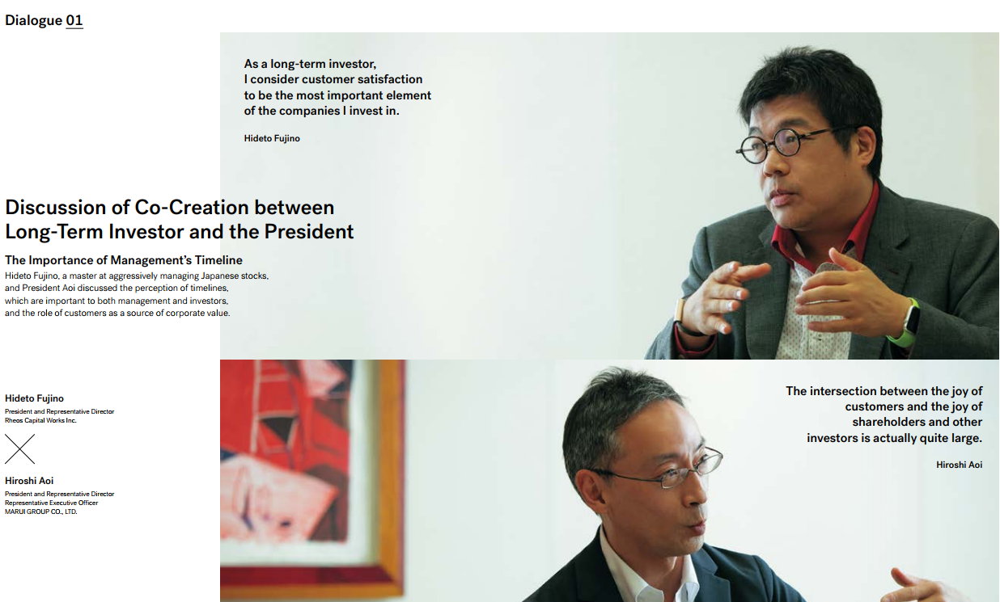 Dialogue 01
As a long-term investor,
I consider customer satisfaction
to be the most important element
of the companies I invest in.
Hideto Fujino
Discussion of Co-Creation between
Long-Term Investor and the President
The Importance of Management's Timeline
Hideto Fujino, a master at aggressively managing Japanese stocks,
and President Aoi discussed the perception of timelines,
which are important to both management and investors,
and the role of customers as a source of corporate value.
Hideto Fujino
President and Representative Director
Rheos Capital Works Inc.
Hiroshi Aoi
President and Representative Director
Representative Executive Officer
MARUI GROUP CO., LTD.
The intersection between the joy of
customers and the joy of
shareholders and other
investors is actually quite large.
Hiroshi Aoi